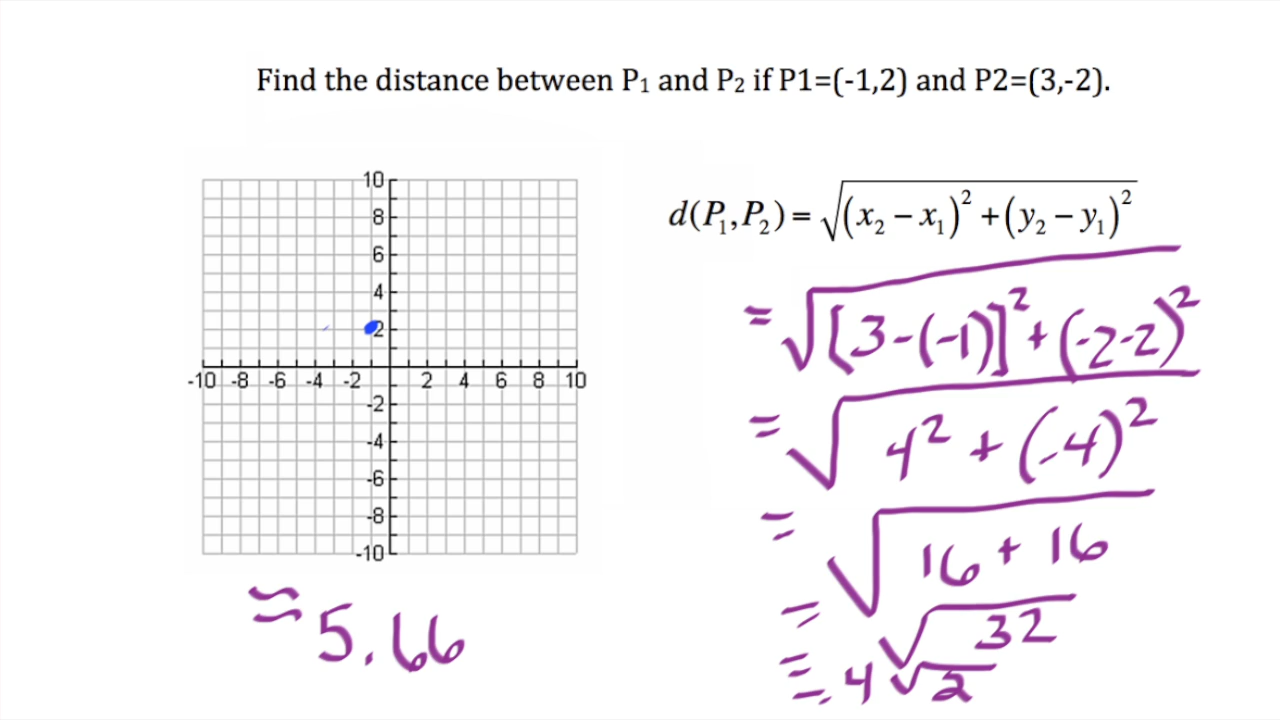 Find the distance between P₁ and P₂ if P1=(-1,2) and P2=(3,-2).
d(P₁,P₂) = √(x₂ − x₁)² + (y₂ − y₁)²
= √[3-(-1)]² + (-2-2)²
= √4² + (-4)²
= √16 + 16
= √32
= 4√2
10
8
6
4
2
-10 -8 -6 -4 -2 2 4 6 8 10
-2
-4
-6
-8
-10
≈ 5.66